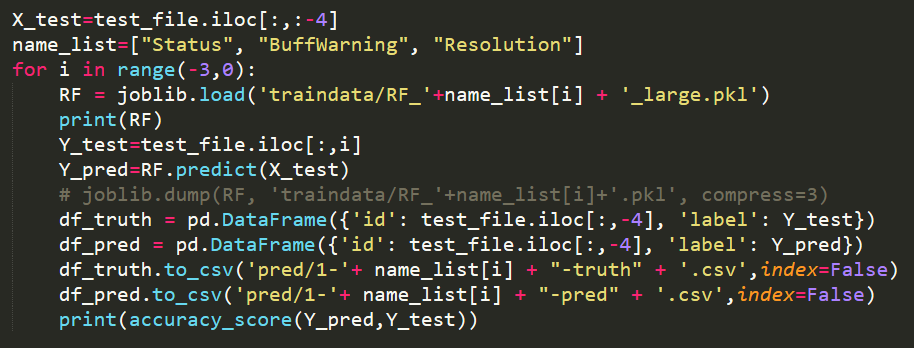 X_test=test_file.iloc[:,:-4]
name_list=["Status", "BuffWarning", "Resolution"]
for i in range(-3,0):
    RF = joblib.load('traindata/RF_'+name_list[i] + '_large.pkl')
    print(RF)
    Y_test=test_file.iloc[:,i]
    Y_pred=RF.predict(X_test)
    # joblib.dump(RF, 'traindata/RF_'+name_list[i]+'.pkl', compress=3)
    df_truth = pd.DataFrame({'id': test_file.iloc[:,-4], 'label': Y_test})
    df_pred = pd.DataFrame({'id': test_file.iloc[:,-4], 'label': Y_pred})
    df_truth.to_csv('pred/1-'+ name_list[i] + "-truth" + '.csv',index=False)
    df_pred.to_csv('pred/1-'+ name_list[i] + "-pred" + '.csv',index=False)
    print(accuracy_score(Y_pred,Y_test))